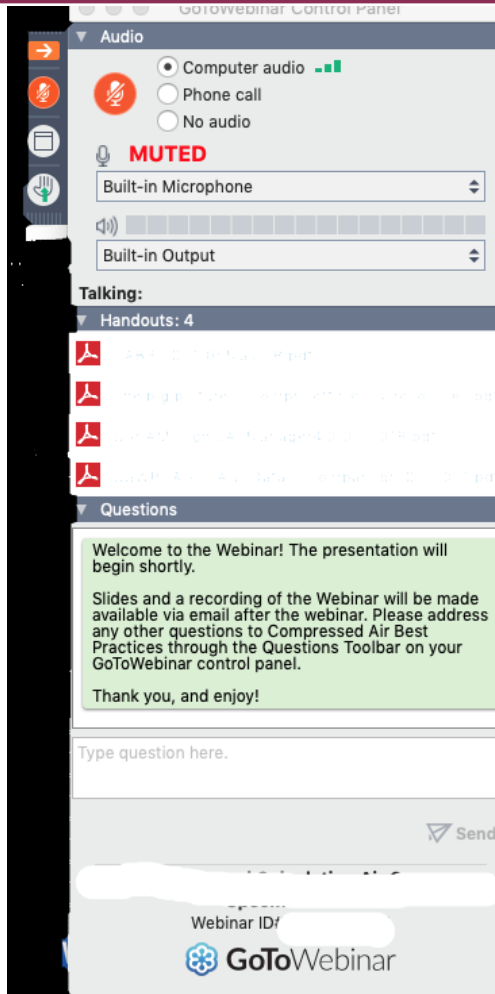 GoToWebinar Control Panel
Audio
Computer audio
Phone call
No audio
MUTED
Built-in Microphone
Built-in Output
Talking:
Handouts: 4
Questions
Welcome to the Webinar! The presentation will
begin shortly.
Slides and a recording of the Webinar will be made
available via email after the webinar. Please address
any other questions to Compressed Air Best
Practices through the Questions Toolbar on your
GoToWebinar control panel.
Thank you, and enjoy!
Type question here.
Send
Webinar ID
GoToWebinar